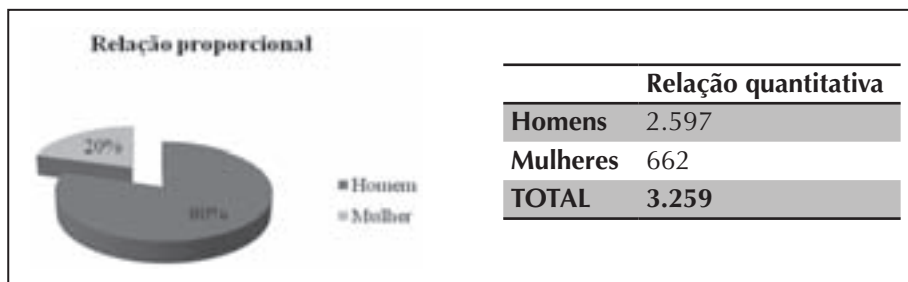 Relação proporcional
20%
80%
Homem
Mulher
Relação quantitativa
Homens 2.597
Mulheres 662
TOTAL 3.259